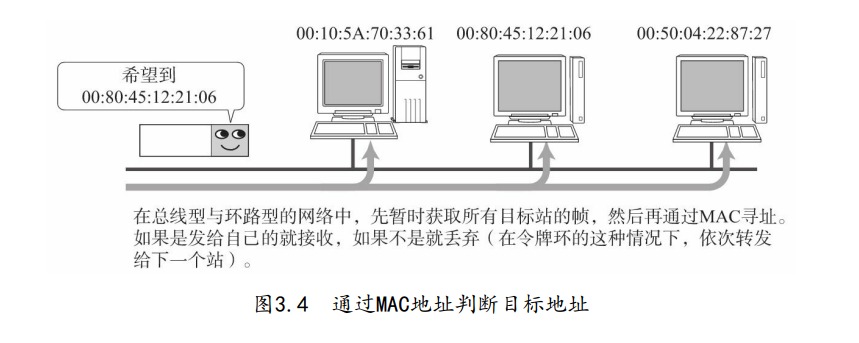 00:10:5A:70:33:61 00:80:45:12:21:06 00:50:04:22:87:27
希望到
00:80:45:12:21:06
在总线型与环路型的网络中，先暂时获取所有目标站的帧，然后再通过MAC寻址。
如果是发给自己的就接收，如果不是就丢弃（在令牌环的这种情况下，依次转发
给下一个站）。
图3.4 通过MAC地址判断目标地址